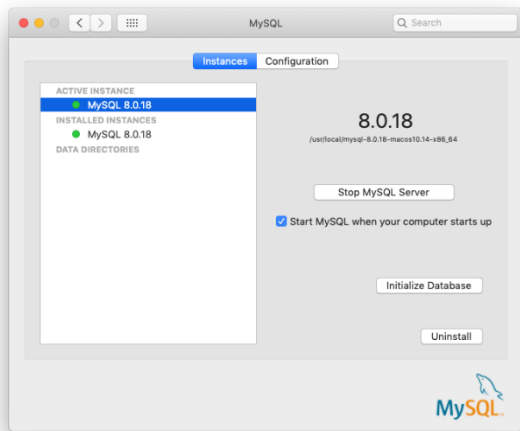 MySQL
Search
Instances
Configuration
ACTIVE INSTANCE
MySQL 8.0.18
INSTALLED INSTANCES
MySQL 8.0.18
DATA DIRECTORIES
8.0.18
/usr/local/mysql-8.0.18-macos10.14-x86_64
Stop MySQL Server
Start MySQL when your computer starts up
Initialize Database
Uninstall
MySQL